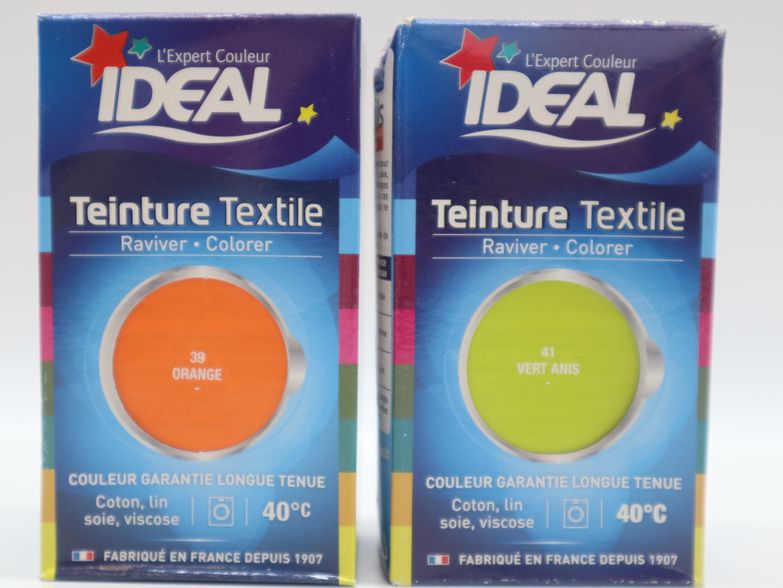 L'Expert Couleur
IDEAL
Teinture Textile
Raviver • Colorer
39
ORANGE
-
COULEUR GARANTIE LONGUE TENUE
Coton, lin
soie, viscose
40°C
FABRIQUÉ EN FRANCE DEPUIS 1907
L'Expert Couleur
IDEAL
Teinture Textile
Raviver • Colorer
41
VERT ANIS
-
COULEUR GARANTIE LONGUE TENUE
Coton, lin
soie, viscose
40°C
FABRIQUÉ EN FRANCE DEPUIS 1907